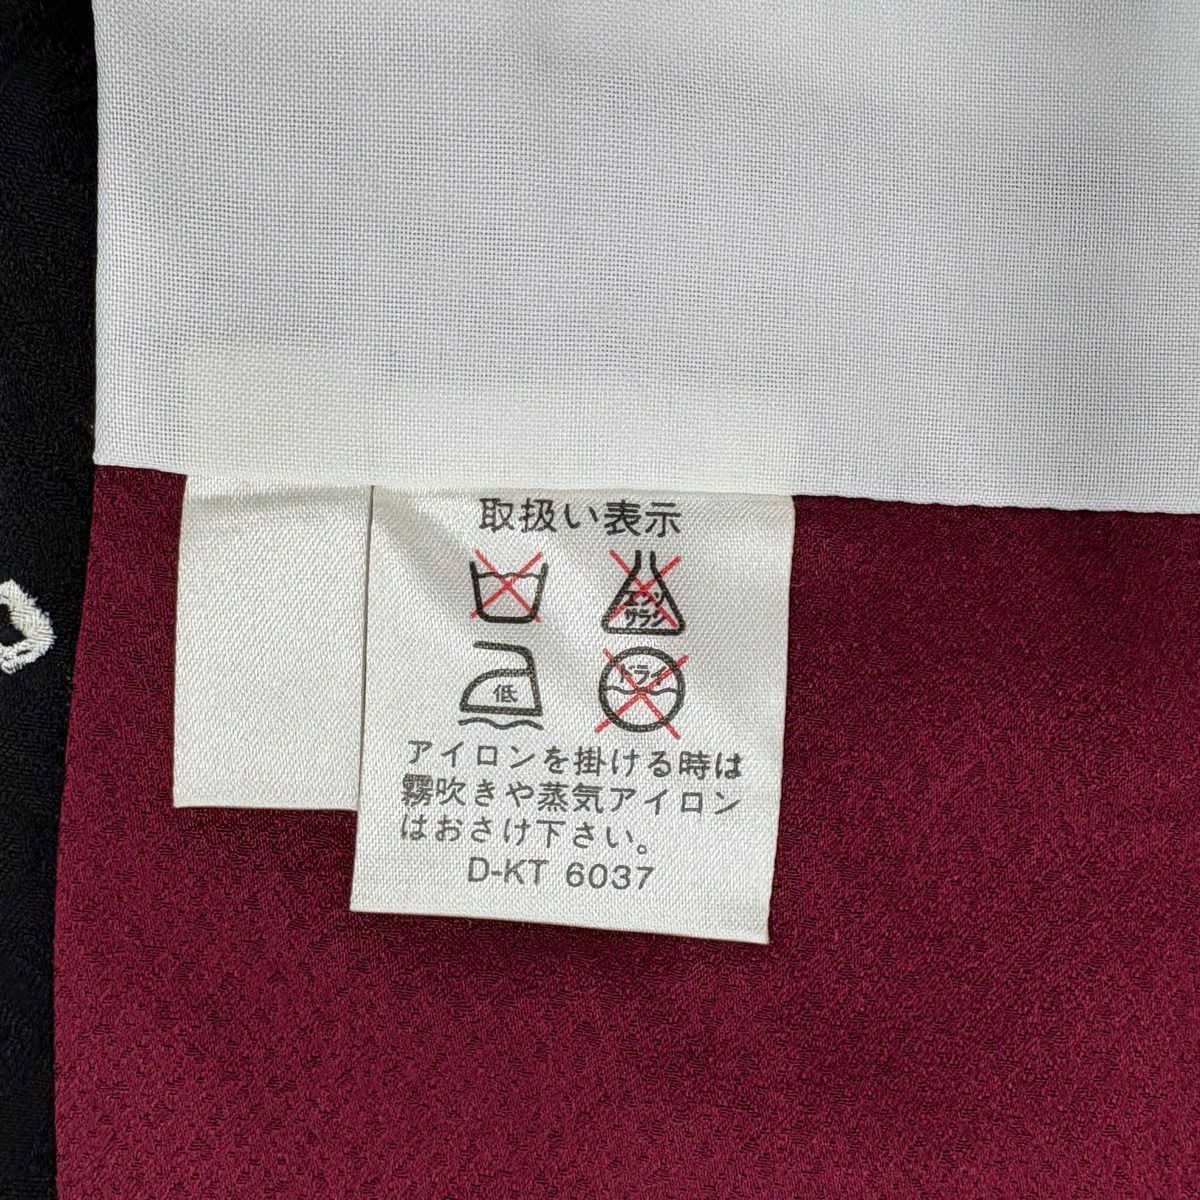 取扱い表示
エンソ
サラシ
低
ドライ
アイロンを掛ける時は
霧吹きや蒸気アイロン
はおさけ下さい。
D-KT 6037